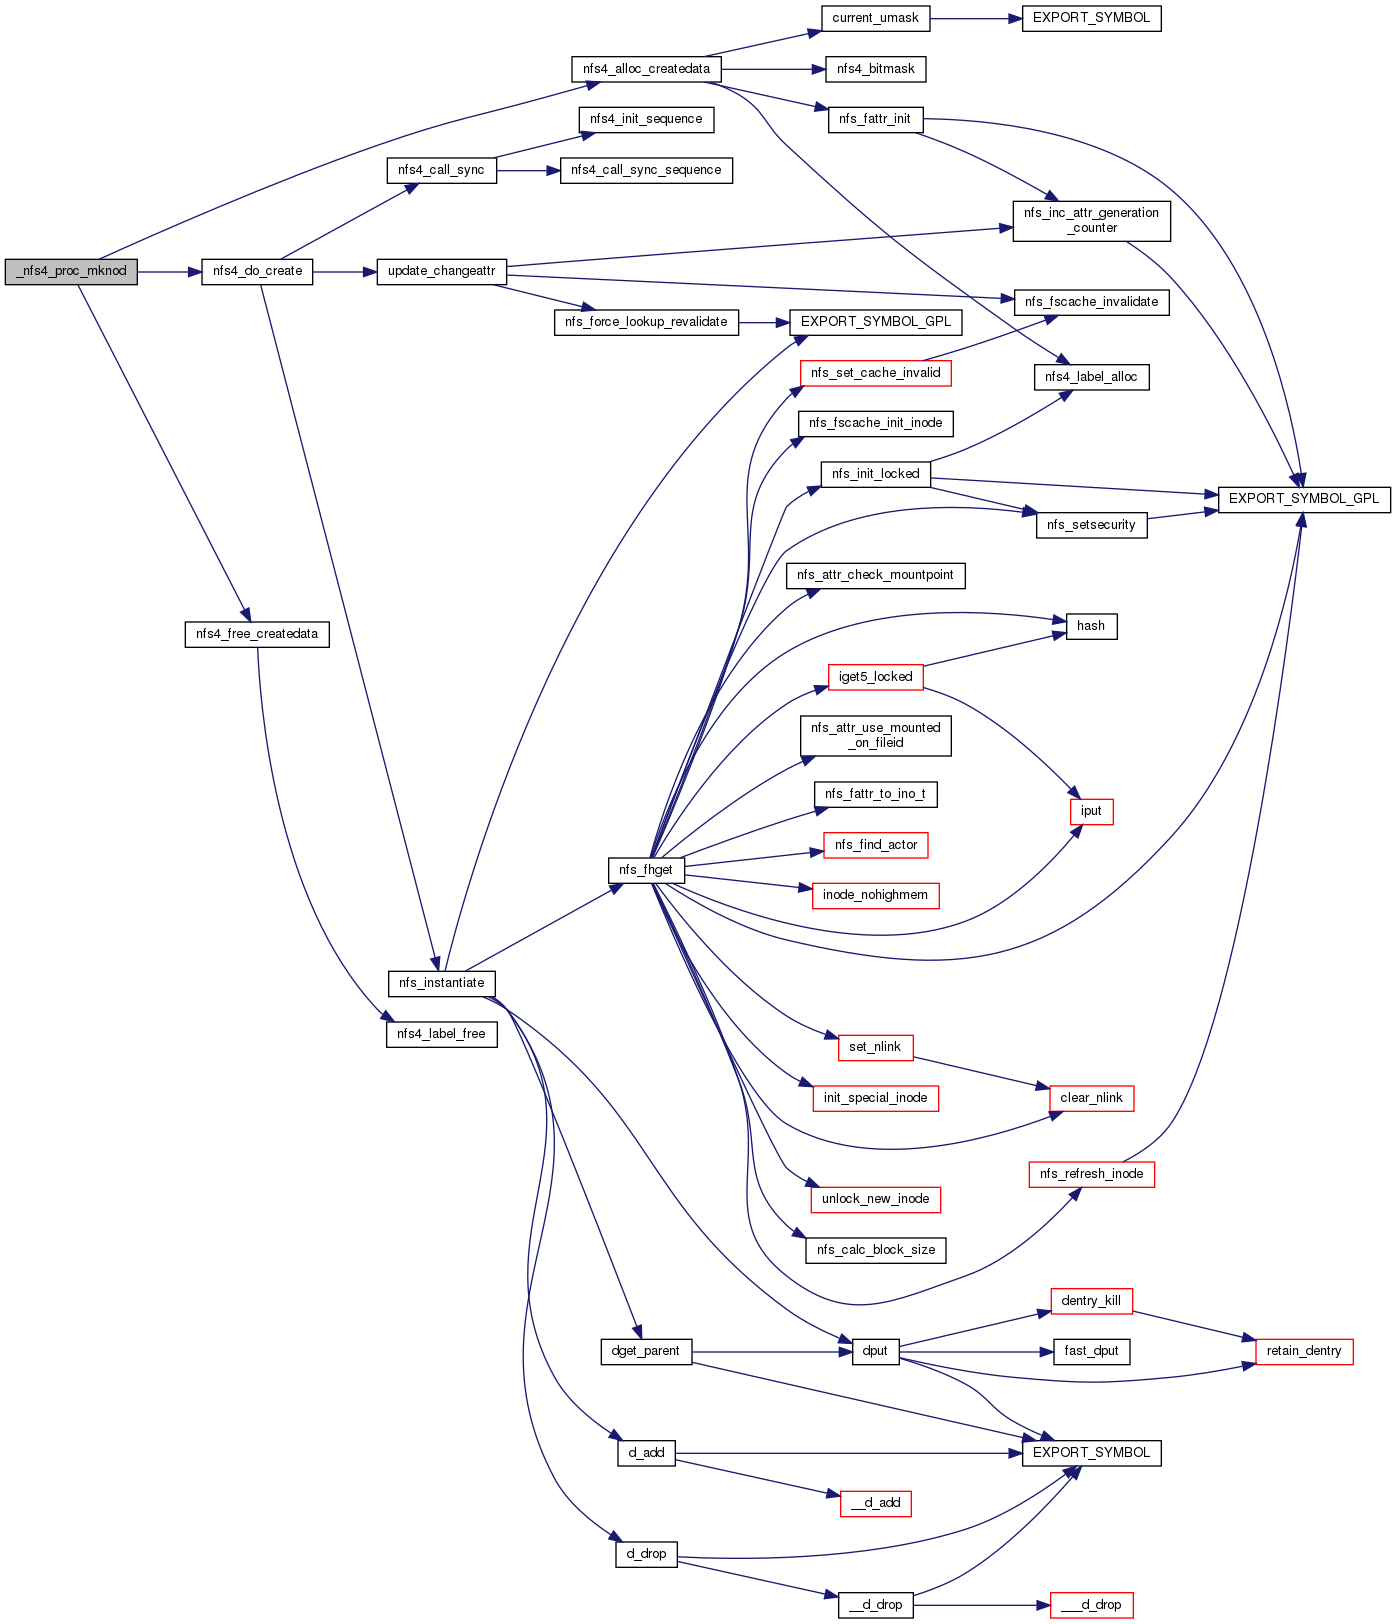 current_umask
EXPORT_SYMBOL
nfs4_alloc_createdata
nfs4_bitmask
nfs4_init_sequence
nfs_fattr_init
nfs4_call_sync
nfs4_call_sync_sequence
nfs_inc_attr_generation
_counter
_nfs4_proc_mknod
nfs4_do_create
update_changeattr
nfs_fscache_invalidate
nfs_force_lookup_revalidate
EXPORT_SYMBOL_GPL
nfs_set_cache_invalid
nfs4_label_alloc
nfs_fscache_init_inode
nfs_init_locked
EXPORT_SYMBOL_GPL
nfs_setsecurity
nfs_attr_check_mountpoint
hash
nfs4_free_createdata
iget5_locked
nfs_attr_use_mounted
_on_fileid
nfs_fattr_to_ino_t
iput
nfs_find_actor
nfs_fhget
inode_nohighmem
nfs_instantiate
nfs4_label_free
set_nlink
init_special_inode
clear_nlink
nfs_refresh_inode
unlock_new_inode
nfs_calc_block_size
dentry_kill
dget_parent
dput
fast_dput
retain_dentry
d_add
EXPORT_SYMBOL
__d_add
d_drop
__d_drop
___d_drop